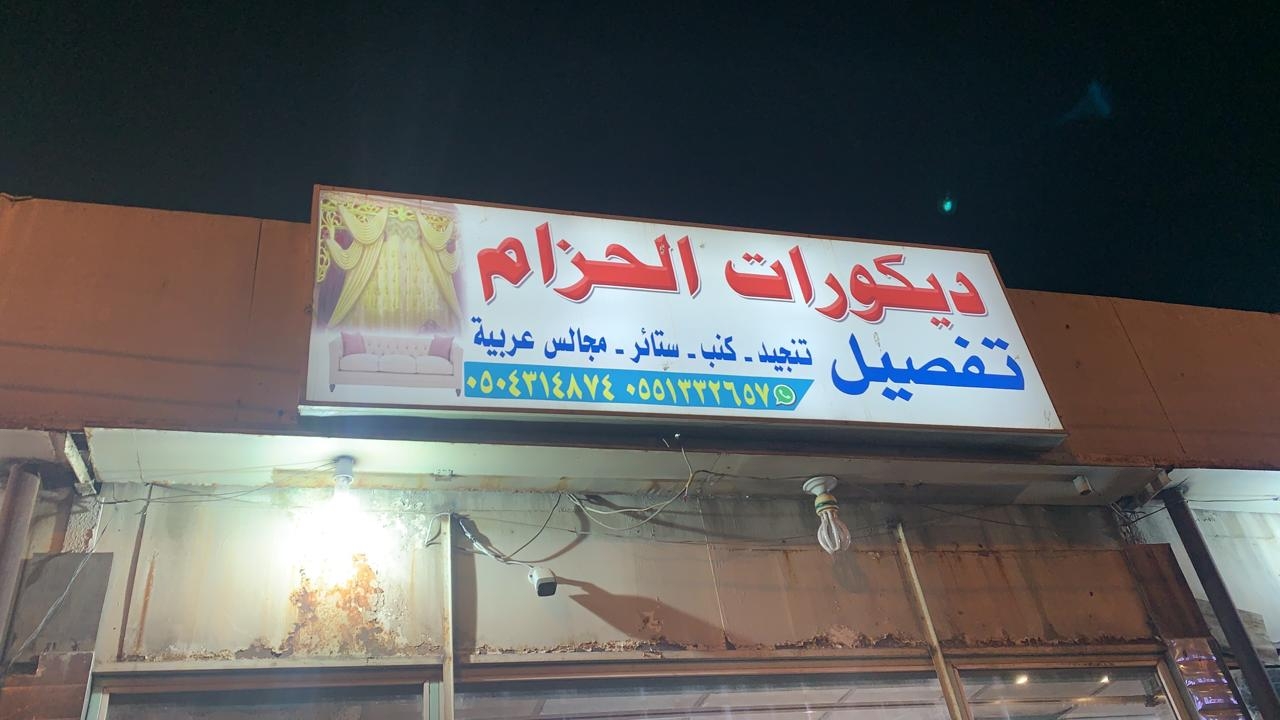 ديكورات الحزام
تفصيل
تنجيد - كنب - ستائر - مجالس عربية
٠٥٥١٣٣٢٦٥٧ ٠٥٠٤٣١٤٨٧٤